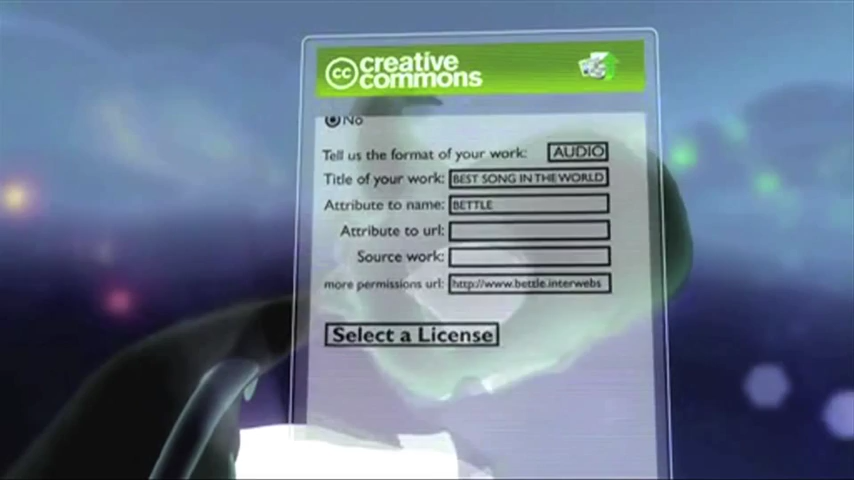 cc creative
commons
No
Tell us the format of your work: AUDIO
Title of your work: BEST SONG IN THE WORLD
Attribute to name: BETTLE
Attribute to url:
Source work:
more permissions url: http://www.bettle.interwebs
Select a License